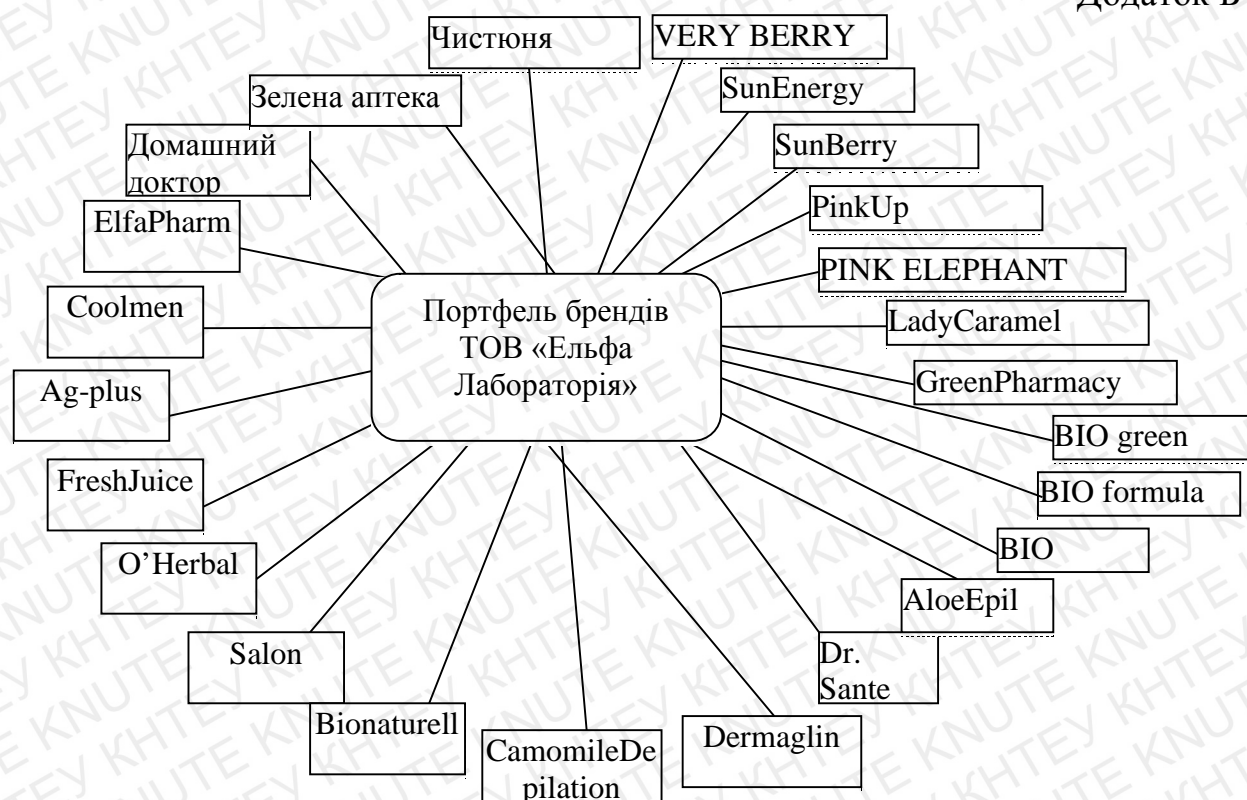 Додаток В
Чистюня
VERY BERRY
Зелена аптека
SunEnergy
Домашний
доктор
SunBerry
ElfaPharm
PinkUp
PINK ELEPHANT
Coolmen
LadyCaramel
Портфель брендів
ТОВ «Ельфа
Лабораторія»
Ag-plus
GreenPharmacy
BIO green
FreshJuice
BIO formula
O’Herbal
BIO
AloeEpil
Salon
Dr.
Sante
Bionaturell
CamomileDe
pilation
Dermaglin